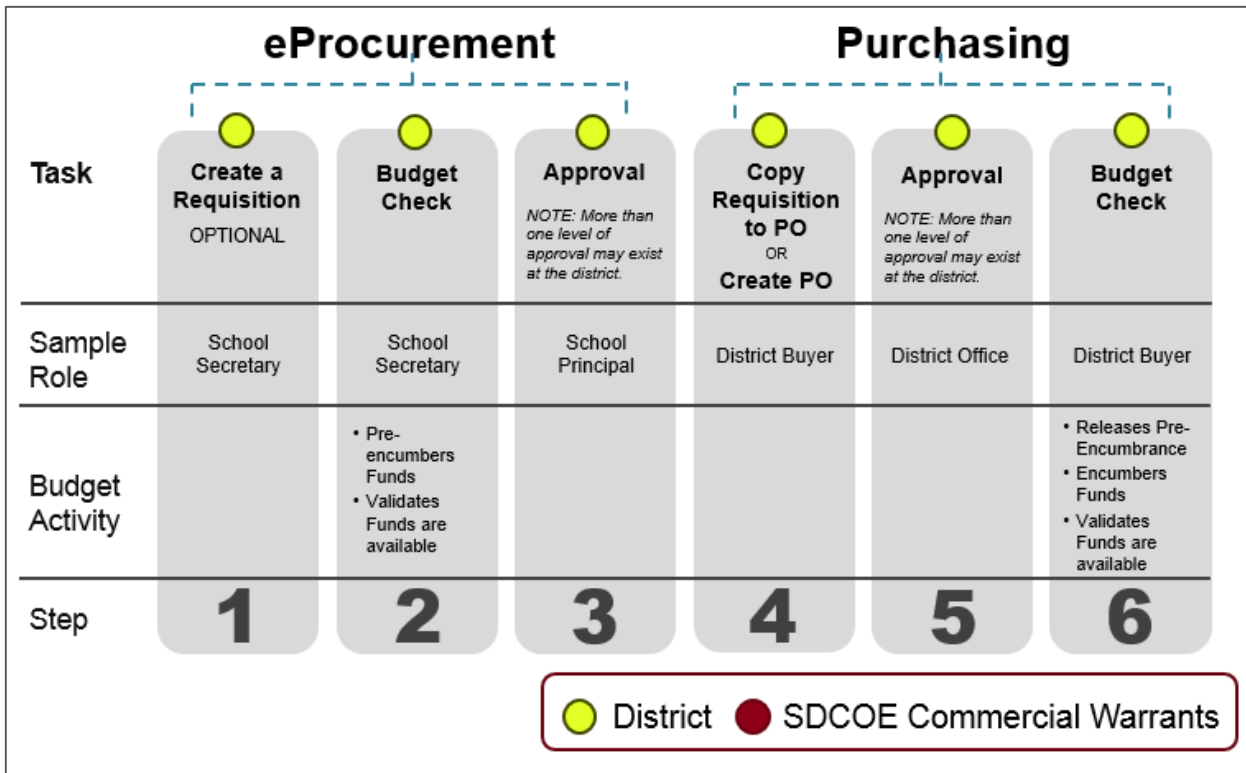 eProcurement
Purchasing
Task
Create a
Requisition
OPTIONAL
Budget
Check
Approval
NOTE: More than
one level of
approval may exist
at the district.
Copy
Requisition
to PO
OR
Create PO
Approval
NOTE: More than
one level of
approval may exist
at the district.
Budget
Check
Sample
Role
School
Secretary
School
Secretary
School
Principal
District Buyer
District Office
District Buyer
Budget
Activity
• Pre-
encumbers
Funds
• Validates
Funds are
available
• Releases Pre-
Encumbrance
• Encumbers
Funds
• Validates
Funds are
available
Step
1
2
3
4
5
6
District
SDCOE Commercial Warrants